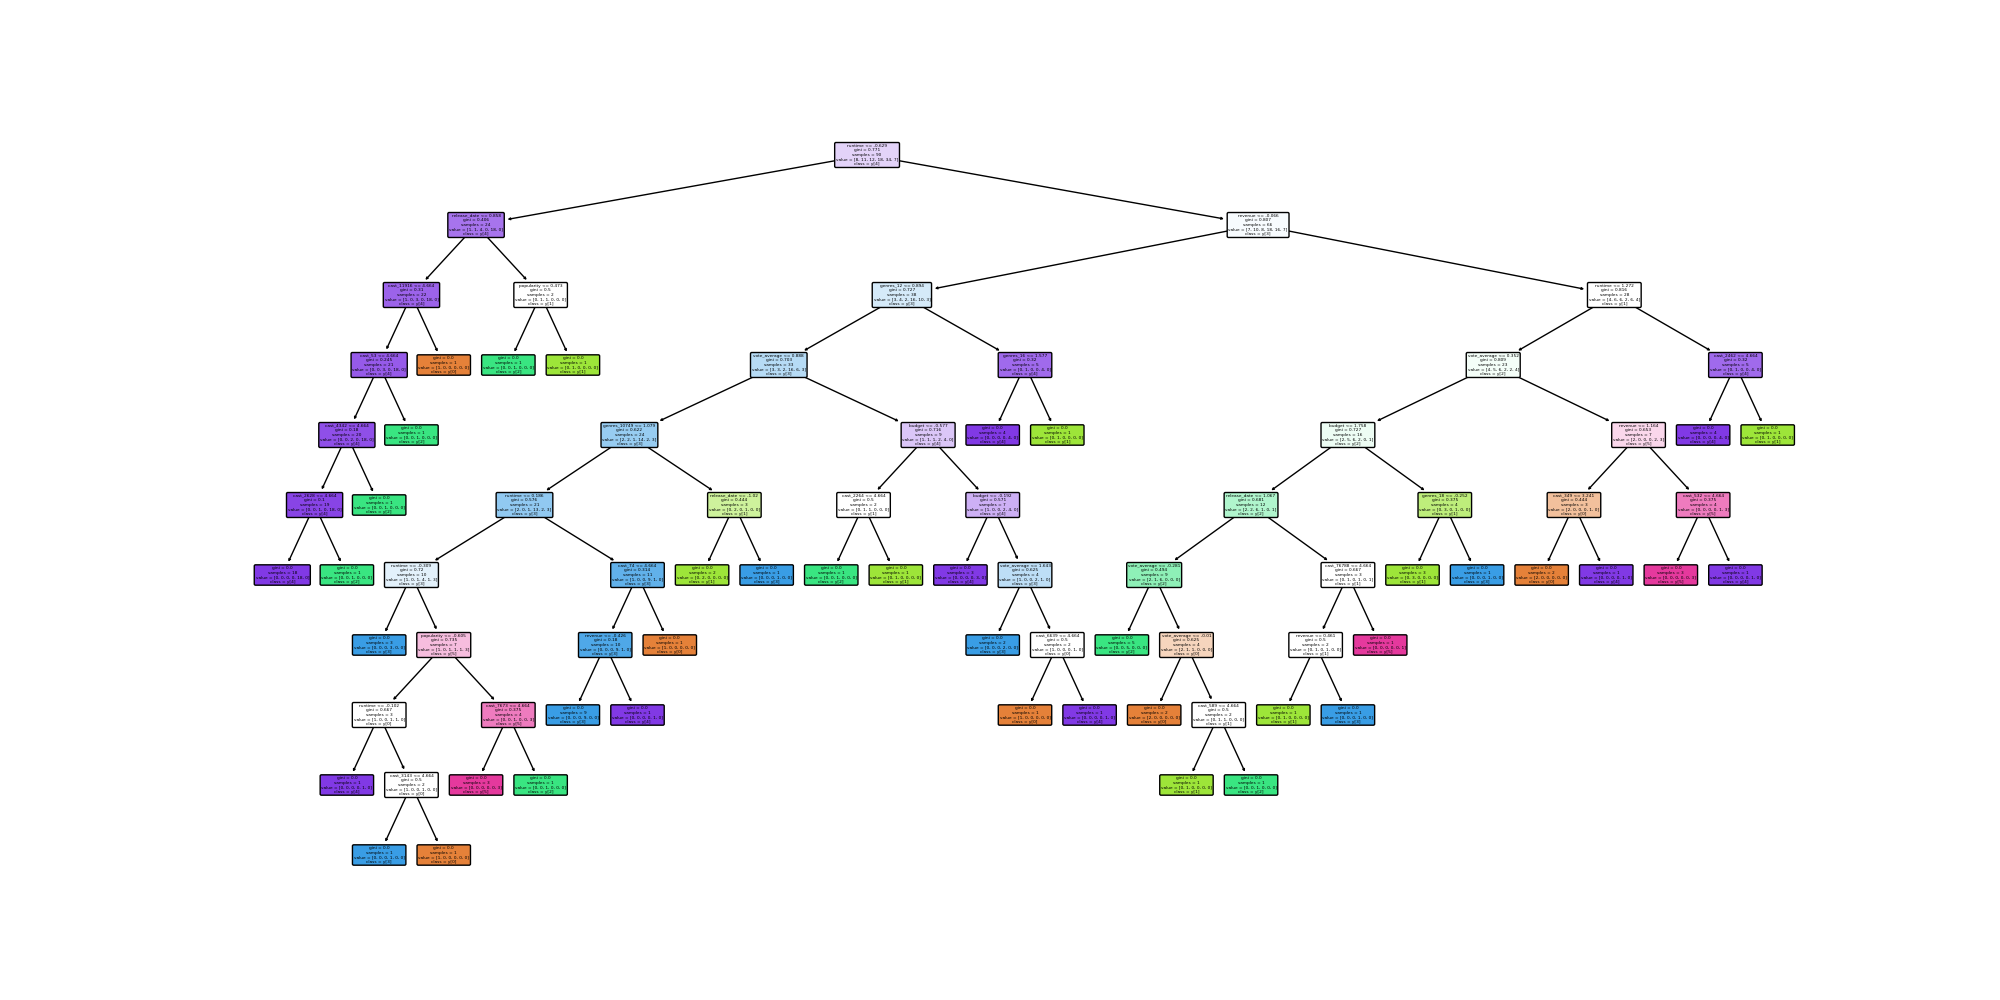 runtime <= -0.629
gini = 0.771
samples = 90
value = [8, 11, 12, 18, 34, 7]
class = y[4]
release_date <= 0.868
gini = 0.406
samples = 24
value = [1, 1, 4, 0, 18, 0]
class = y[4]
revenue <= -0.056
gini = 0.807
samples = 66
value = [7, 10, 8, 18, 16, 7]
class = y[3]
<= 4.664
gini = 0.31
samples = 22
value = [1, 0, 3, 0, 18, 0]
class = y[4]
popularity <= 0.373
gini = 0.5
samples = 2
value = [0, 1, 1, 0, 0, 0]
class = y[1]
genres_12 <= 0.894
gini = 0.727
samples = 38
value = [3, 4, 2, 16, 10, 3]
class = y[3]
runtime <= 1.272
gini = 0.816
samples = 28
value = [4, 6, 6, 2, 6, 4]
class = y[1]
cast_53 <= 4.664
gini = 0.245
samples = 21
value = [0, 0, 3, 0, 18, 0]
class = y[4]
gini = 0.0
samples = 1
value = [1, 0, 0, 0, 0, 0]
class = y[0]
gini = 0.0
samples = 1
value = [0, 0, 1, 0, 0, 0]
class = y[2]
gini = 0.0
samples = 1
value = [0, 1, 0, 0, 0, 0]
class = y[1]
vote_average <=
gini = 0.703
samples = 33
value = [3, 3, 2, 16, 6, 3]
class = y[3]
genres_16 <= 1.577
gini = 0.32
samples = 5
value = [0, 1, 0, 0, 4, 0]
class = y[4]
vote_average <= 0.352
gini = 0.809
samples = 23
value = [4, 5, 6, 2, 2, 4]
class = y[2]
<= 4.664
gini = 0.32
samples = 5
value = [0, 1, 0, 0, 4, 0]
class = y[4]
<= 4.664
gini = 0.18
samples = 20
value = [0, 0, 2, 0, 18, 0]
class = y[4]
gini = 0.0
samples = 1
value = [0, 0, 1, 0, 0, 0]
class = y[2]
genres_10749 <= 1.079
gini = 0.622
samples = 24
value = [2, 2, 1, 14, 2, 3]
class = y[3]
budget <= -0.577
gini = 0.716
samples = 9
value = [1, 1, 1, 2, 4, 0]
class = y[4]
gini = 0.0
samples = 4
value = [0, 0, 0, 0, 4, 0]
class = y[4]
gini = 0.0
samples = 1
value = [0, 1, 0, 0, 0, 0]
class = y[1]
budget <= 1.758
gini = 0.727
samples = 16
value = [2, 5, 6, 2, 0, 1]
class = y[2]
revenue <= 1.184
gini = 0.653
samples = 7
value = [2, 0, 0, 0, 2, 3]
class = y[5]
gini = 0.0
samples = 4
value = [0, 0, 0, 0, 4, 0]
class = y[4]
gini = 0.0
samples = 1
value = [0, 1, 0, 0, 0, 0]
class = y[1]
<= 4.664
gini = 0.1
samples = 19
value = [0, 0, 1, 0, 18, 0]
class = y[4]
gini = 0.0
samples = 1
value = [0, 0, 1, 0, 0, 0]
class = y[2]
runtime <= 0.186
gini = 0.576
samples = 21
value = [2, 0, 1, 13, 2, 3]
class = y[3]
release_date <= -1.02
gini = 0.444
samples = 3
value = [0, 2, 0, 1, 0, 0]
class = y[1]
cast_2264 <= 4.664
gini = 0.5
samples = 2
value = [0, 1, 1, 0, 0, 0]
class = y[1]
budget <= -0.192
gini = 0.571
samples = 7
value = [1, 0, 0, 2, 4, 0]
class = y[4]
release_date <= 1.067
gini = 0.681
samples = 12
value = [2, 2, 6, 1, 0, 1]
class = y[2]
genres_18 <= -0.252
gini = 0.375
samples = 4
value = [0, 3, 0, 1, 0, 0]
class = y[1]
cast_349 <= 3.241
gini = 0.444
samples = 3
value = [2, 0, 0, 0, 1, 0]
class = y[0]
cast_532 <= 4.664
gini = 0.375
samples = 4
value = [0, 0, 0, 0, 1, 3]
class = y[5]
gini = 0.0
samples = 18
value = [0, 0, 0, 0, 18, 0]
class = y[4]
gini = 0.0
samples = 1
value = [0, 0, 1, 0, 0, 0]
class = y[2]
runtime <= -0.309
gini = 0.72
samples = 10
value = [1, 0, 1, 4, 1, 3]
class = y[3]
cast_74 <= 4.664
gini = 0.314
samples = 11
value = [1, 0, 0, 9, 1, 0]
class = y[3]
gini = 0.0
samples = 2
value = [0, 2, 0, 0, 0, 0]
class = y[1]
gini = 0.0
samples = 1
value = [0, 0, 0, 1, 0, 0]
class = y[3]
gini = 0.0
samples = 1
value = [0, 0, 1, 0, 0, 0]
class = y[2]
gini = 0.0
samples = 1
value = [0, 1, 0, 0, 0, 0]
class = y[1]
gini = 0.0
samples = 3
value = [0, 0, 0, 0, 3, 0]
class = y[4]
vote_average <= 1.643
gini = 0.625
samples = 4
value = [1, 0, 0, 2, 1, 0]
class = y[3]
vote_average <= -0.281
gini = 0.494
samples = 9
value = [2, 1, 6, 0, 0, 0]
class = y[2]
cast_76788 <= 4.664
gini = 0.667
samples = 3
value = [0, 1, 0, 1, 0, 1]
class = y[1]
gini = 0.0
samples = 3
value = [0, 3, 0, 0, 0, 0]
class = y[1]
gini = 0.0
samples = 1
value = [0, 0, 0, 1, 0, 0]
class = y[3]
gini = 0.0
samples = 2
value = [2, 0, 0, 0, 0, 0]
class = y[0]
gini = 0.0
samples = 1
value = [0, 0, 0, 0, 1, 0]
class = y[4]
gini = 0.0
samples = 3
value = [0, 0, 0, 0, 0, 3]
class = y[5]
gini = 0.0
samples = 1
value = [0, 0, 0, 0, 1, 0]
class = y[4]
gini = 0.0
samples = 3
value = [0, 0, 0, 3, 0, 0]
class = y[3]
popularity <= -0.605
gini = 0.735
samples = 7
value = [1, 0, 1, 1, 1, 3]
class = y[5]
revenue <= -0.426
gini = 0.18
samples = 10
value = [0, 0, 0, 9, 1, 0]
class = y[3]
gini = 0.0
samples = 1
value = [1, 0, 0, 0, 0, 0]
class = y[0]
gini = 0.0
samples = 2
value = [0, 0, 0, 2, 0, 0]
class = y[3]
cast_6639 <= 4.664
gini = 0.5
samples = 2
value = [1, 0, 0, 0, 1, 0]
class = y[0]
gini = 0.0
samples = 5
value = [0, 0, 5, 0, 0, 0]
class = y[2]
vote_average <= -0.01
gini = 0.625
samples = 4
value = [2, 1, 1, 0, 0, 0]
class = y[0]
revenue <= 0.461
gini = 0.5
samples = 2
value = [0, 1, 0, 1, 0, 0]
class = y[1]
gini = 0.0
samples = 1
value = [0, 0, 0, 0, 0, 1]
class = y[5]
runtime <= -0.102
gini = 0.667
samples = 3
value = [1, 0, 0, 1, 1, 0]
class = y[0]
<= 4.664
gini = 0.375
samples = 4
value = [0, 0, 1, 0, 0, 3]
class = y[5]
gini = 0.0
samples = 9
value = [0, 0, 0, 9, 0, 0]
class = y[3]
gini = 0.0
samples = 1
value = [0, 0, 0, 0, 1, 0]
class = y[4]
gini = 0.0
samples = 1
value = [1, 0, 0, 0, 0, 0]
class = y[0]
gini = 0.0
samples = 1
value = [0, 0, 0, 0, 1, 0]
class = y[4]
gini = 0.0
samples = 2
value = [2, 0, 0, 0, 0, 0]
class = y[0]
cast_589 <= 4.664
gini = 0.5
samples = 2
value = [0, 1, 1, 0, 0, 0]
class = y[1]
gini = 0.0
samples = 1
value = [0, 1, 0, 0, 0, 0]
class = y[1]
gini = 0.0
samples = 1
value = [0, 0, 0, 1, 0, 0]
class = y[3]
gini = 0.0
samples = 1
value = [0, 0, 0, 0, 1, 0]
class = y[4]
cast_3143 <= 4.664
gini = 0.5
samples = 2
value = [1, 0, 0, 1, 0, 0]
class = y[0]
gini = 0.0
samples = 3
value = [0, 0, 0, 0, 0, 3]
class = y[5]
gini = 0.0
samples = 1
value = [0, 0, 1, 0, 0, 0]
class = y[2]
gini = 0.0
samples = 1
value = [0, 1, 0, 0, 0, 0]
class = y[1]
gini = 0.0
samples = 1
value = [0, 0, 1, 0, 0, 0]
class = y[2]
gini = 0.0
samples = 1
value = [0, 0, 0, 1, 0, 0]
class = y[3]
gini = 0.0
samples = 1
value = [1, 0, 0, 0, 0, 0]
class = y[0]